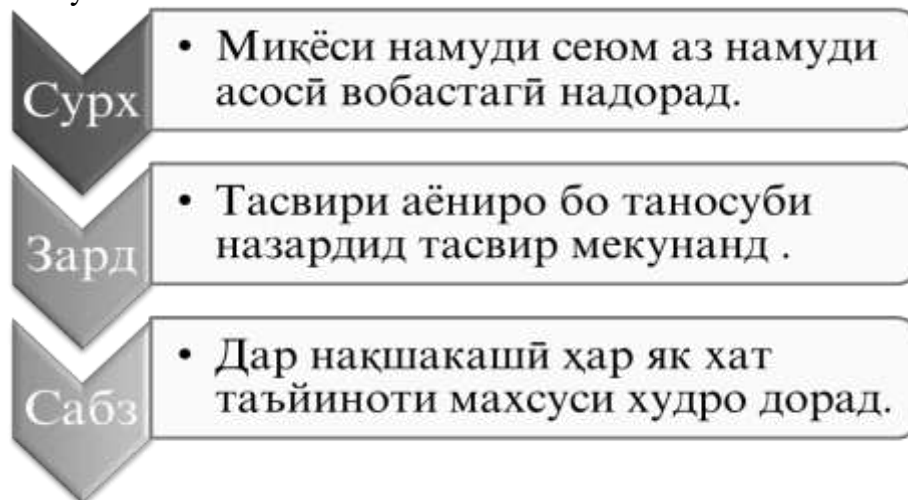 Сурх
• Миқёси намуди сеюм аз намуди
асосӣ вобастагӣ надорад.
Зард
• Тасвири аёниро бо таносуби
назардид тасвир мекунанд .
Сабз
• Дар нақшакашӣ ҳар як хат
таъйиноти махсуси худро дорад.